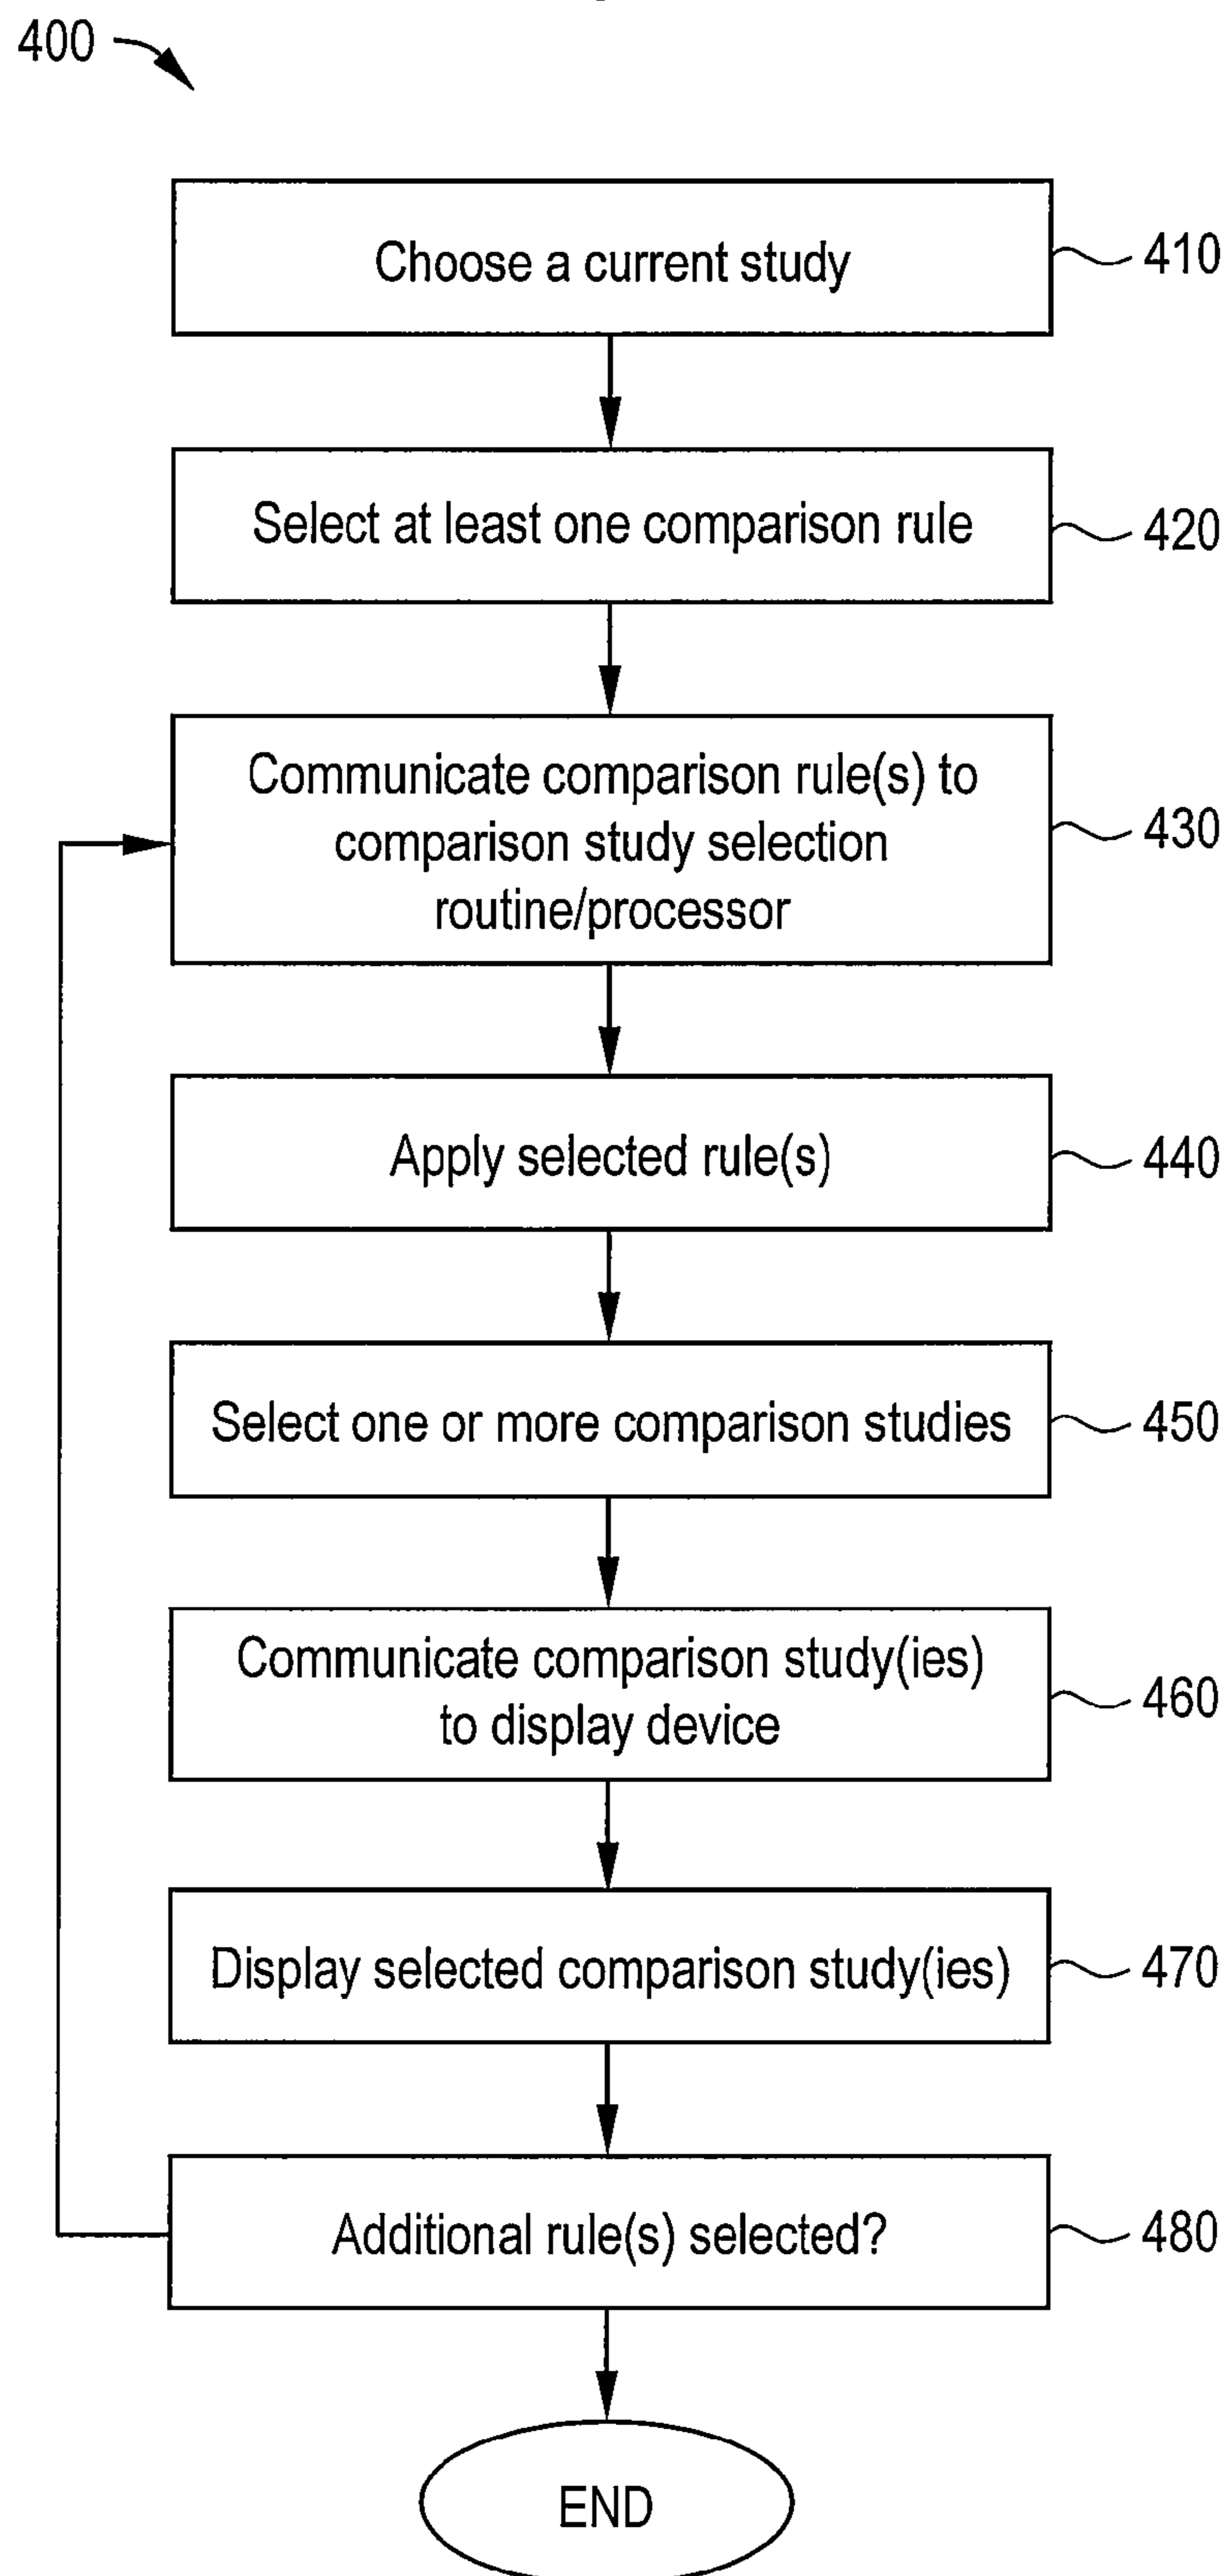 400
Choose a current study
410
Select at least one comparison rule
420
Communicate comparison rule(s) to
comparison study selection
routine/processor
430
Apply selected rule(s)
440
Select one or more comparison studies
450
Communicate comparison study(ies)
to display device
460
Display selected comparison study(ies)
470
Additional rule(s) selected?
480
END